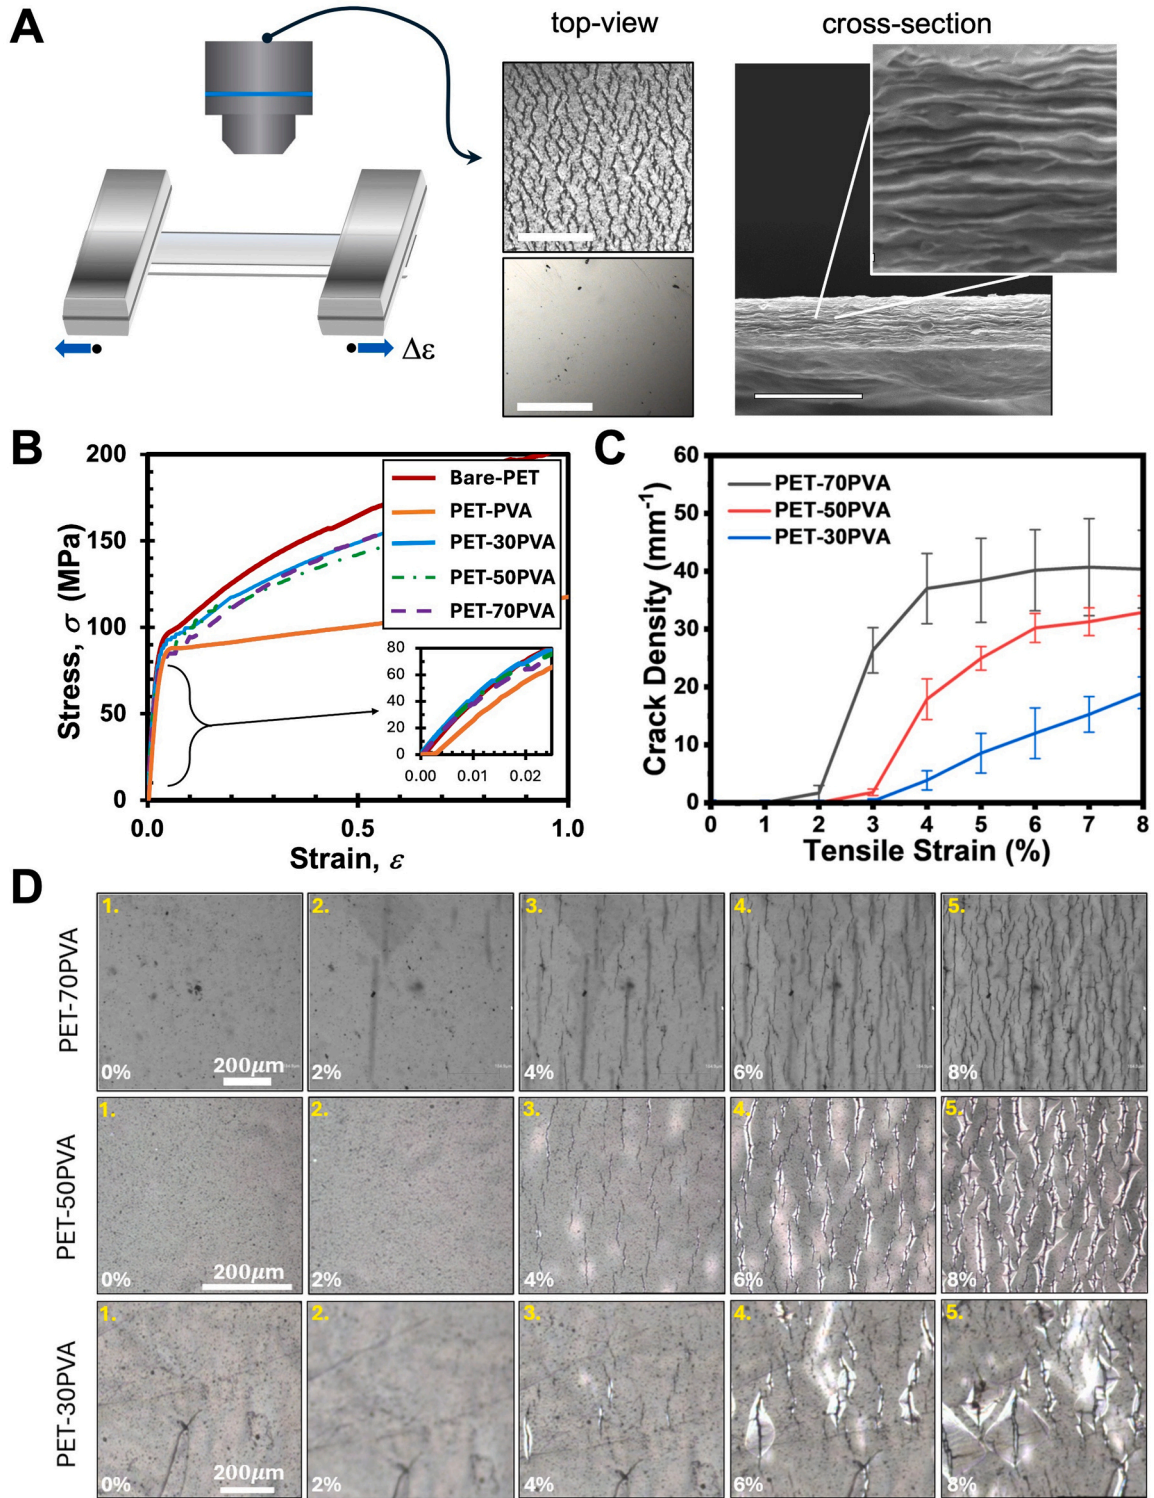 A
top-view
cross-section
Δε
B
Stress, σ (MPa)
200
150
100
50
0
0.0
0.5
1.0
Strain, ε
Bare-PET
PET-PVA
PET-30PVA
PET-50PVA
PET-70PVA
80
60
40
20
0
0.00
0.01
0.02
C
Crack Density (mm⁻¹)
60
50
40
30
20
10
0
0
1
2
3
4
5
6
7
8
Tensile Strain (%)
PET-70PVA
PET-50PVA
PET-30PVA
D
PET-70PVA
1.
0%
200µm
2.
2%
3.
4%
4.
6%
5.
8%
PET-50PVA
1.
0%
200µm
2.
2%
3.
4%
4.
6%
5.
8%
PET-30PVA
1.
0%
200µm
2.
2%
3.
4%
4.
6%
5.
8%